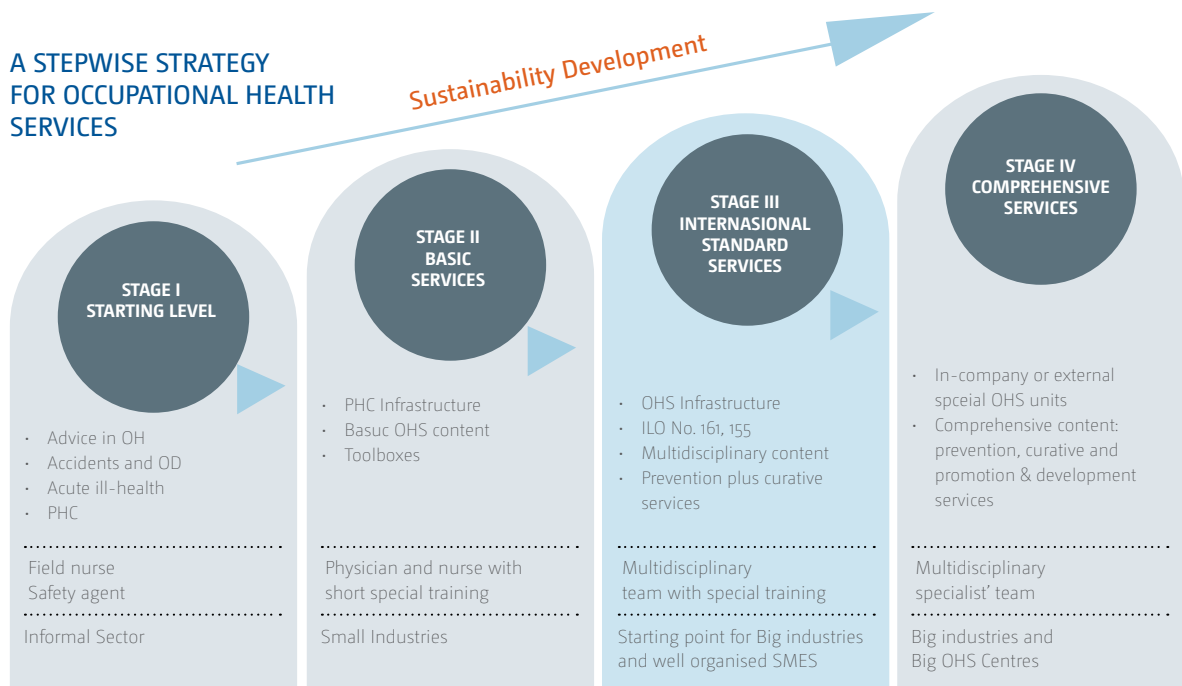 A STEPWISE STRATEGY
FOR OCCUPATIONAL HEALTH
SERVICES
Sustainability Development
STAGE I
STARTING LEVEL
• Advice in OH
• Accidents and OD
• Acute ill-health
• PHC
Field nurse
Safety agent
Informal Sector
STAGE II
BASIC
SERVICES
• PHC Infrastructure
• Basuc OHS content
• Toolboxes
Physician and nurse with
short special training
Small Industries
STAGE III
INTERNASIONAL
STANDARD
SERVICES
• OHS Infrastructure
• ILO No. 161, 155
• Multidisciplinary content
• Prevention plus curative
services
Multidisciplinary
team with special training
Starting point for Big industries
and well organised SMES
STAGE IV
COMPREHENSIVE
SERVICES
• In-company or external
spceial OHS units
• Comprehensive content:
prevention, curative and
promotion & development
services
Multidisciplinary
specialist’ team
Big industries and
Big OHS Centres